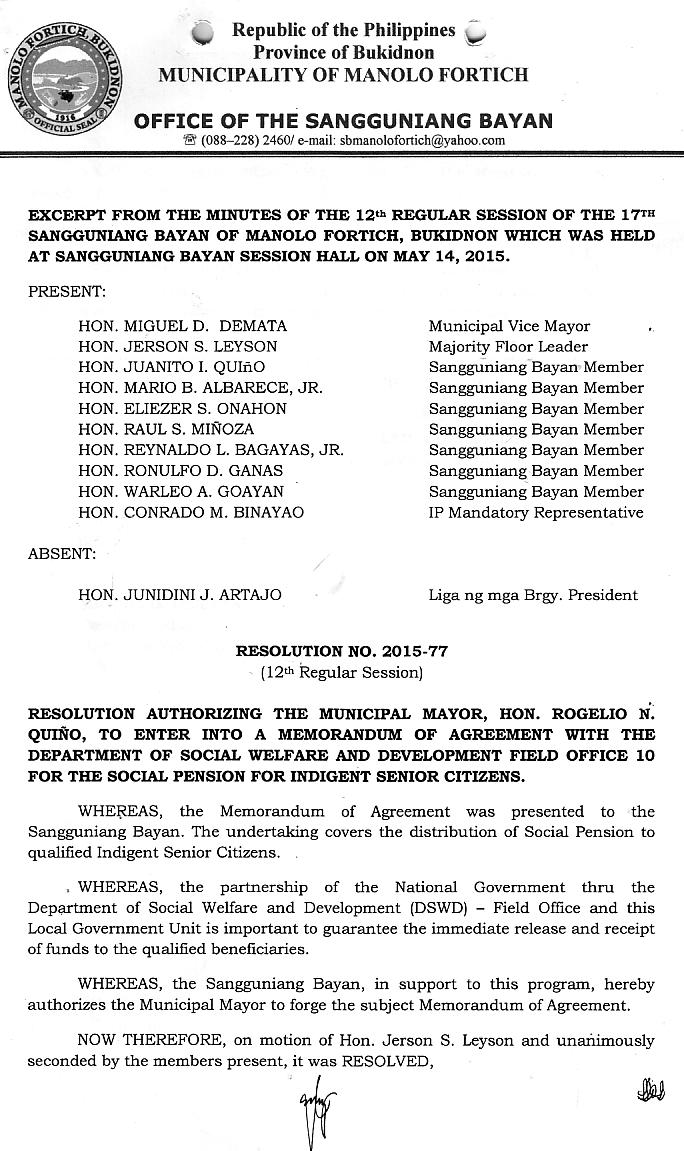 Republic of the Philippines
Province of Bukidnon
MUNICIPALITY OF MANOLO FORTICH
MANOLO FORTICH, BUKIDNON
1916
OFFICIAL SEAL
OFFICE OF THE SANGGUNIANG BAYAN
☏ (088–228) 2460/ e-mail: sbmanolofortich@yahoo.com
EXCERPT FROM THE MINUTES OF THE 12th REGULAR SESSION OF THE 17TH
SANGGUNIANG BAYAN OF MANOLO FORTICH, BUKIDNON WHICH WAS HELD
AT SANGGUNIANG BAYAN SESSION HALL ON MAY 14, 2015.
PRESENT:
HON. MIGUEL D. DEMATA Municipal Vice Mayor
HON. JERSON S. LEYSON Majority Floor Leader
HON. JUANITO I. QUIñO Sangguniang Bayan Member
HON. MARIO B. ALBARECE, JR. Sangguniang Bayan Member
HON. ELIEZER S. ONAHON Sangguniang Bayan Member
HON. RAUL S. MIÑOZA Sangguniang Bayan Member
HON. REYNALDO L. BAGAYAS, JR. Sangguniang Bayan Member
HON. RONULFO D. GANAS Sangguniang Bayan Member
HON. WARLEO A. GOAYAN Sangguniang Bayan Member
HON. CONRADO M. BINAYAO IP Mandatory Representative
ABSENT:
HON. JUNIDINI J. ARTAJO Liga ng mga Brgy. President
RESOLUTION NO. 2015-77
(12th Regular Session)
RESOLUTION AUTHORIZING THE MUNICIPAL MAYOR, HON. ROGELIO N.
QUIÑO, TO ENTER INTO A MEMORANDUM OF AGREEMENT WITH THE
DEPARTMENT OF SOCIAL WELFARE AND DEVELOPMENT FIELD OFFICE 10
FOR THE SOCIAL PENSION FOR INDIGENT SENIOR CITIZENS.
WHEREAS, the Memorandum of Agreement was presented to the
Sangguniang Bayan. The undertaking covers the distribution of Social Pension to
qualified Indigent Senior Citizens.
WHEREAS, the partnership of the National Government thru the
Department of Social Welfare and Development (DSWD) – Field Office and this
Local Government Unit is important to guarantee the immediate release and receipt
of funds to the qualified beneficiaries.
WHEREAS, the Sangguniang Bayan, in support to this program, hereby
authorizes the Municipal Mayor to forge the subject Memorandum of Agreement.
NOW THEREFORE, on motion of Hon. Jerson S. Leyson and unanimously
seconded by the members present, it was RESOLVED,